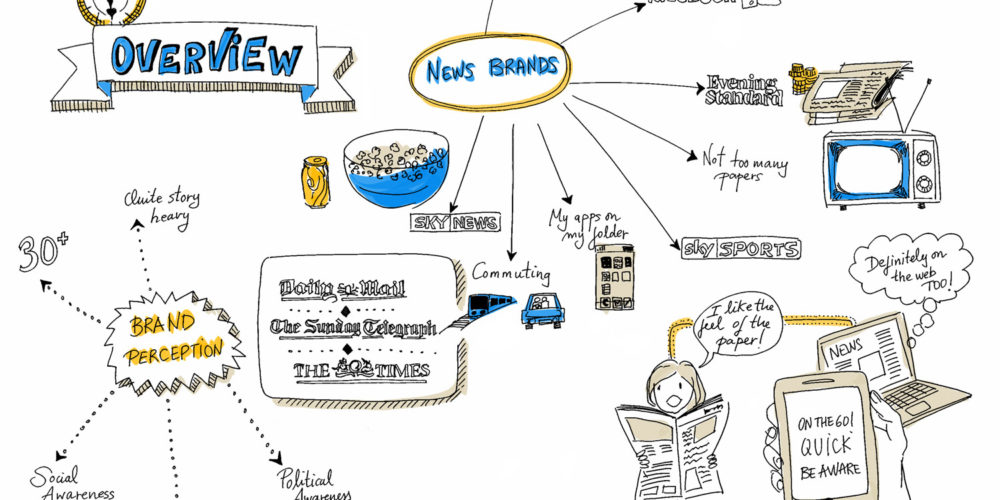 OVERVIEW
NEWS BRANDS
Evening
Standard
Not too many
papers
Quite story
heavy
SKY NEWS
My apps on
my folder
sky SPORTS
30+
Commuting
Definitely on
the web
TOO!
Daily Mail
The Sunday Telegraph
THE TIMES
BRAND
PERCEPTION
I like the
feel of the
paper!
NEWS
ON THE GO!
QUICK
BE AWARE
Social
Awareness
Political
Awareness